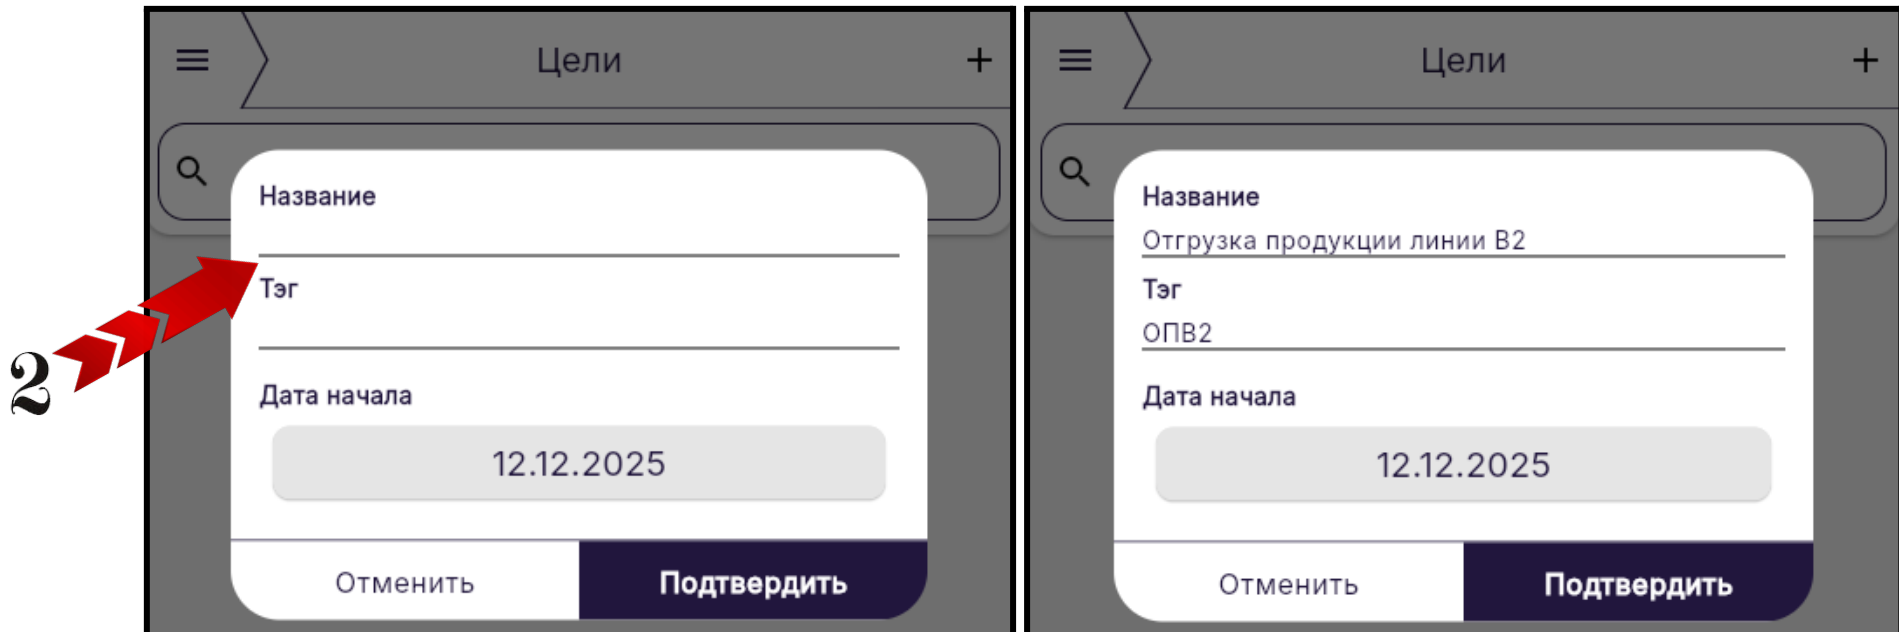 Цели
Название
Тэг
Дата начала
12.12.2025
Отменить Подтвердить
2
Цели
Название
Отгрузка продукции линии В2
Тэг
ОПВ2
Дата начала
12.12.2025
Отменить Подтвердить